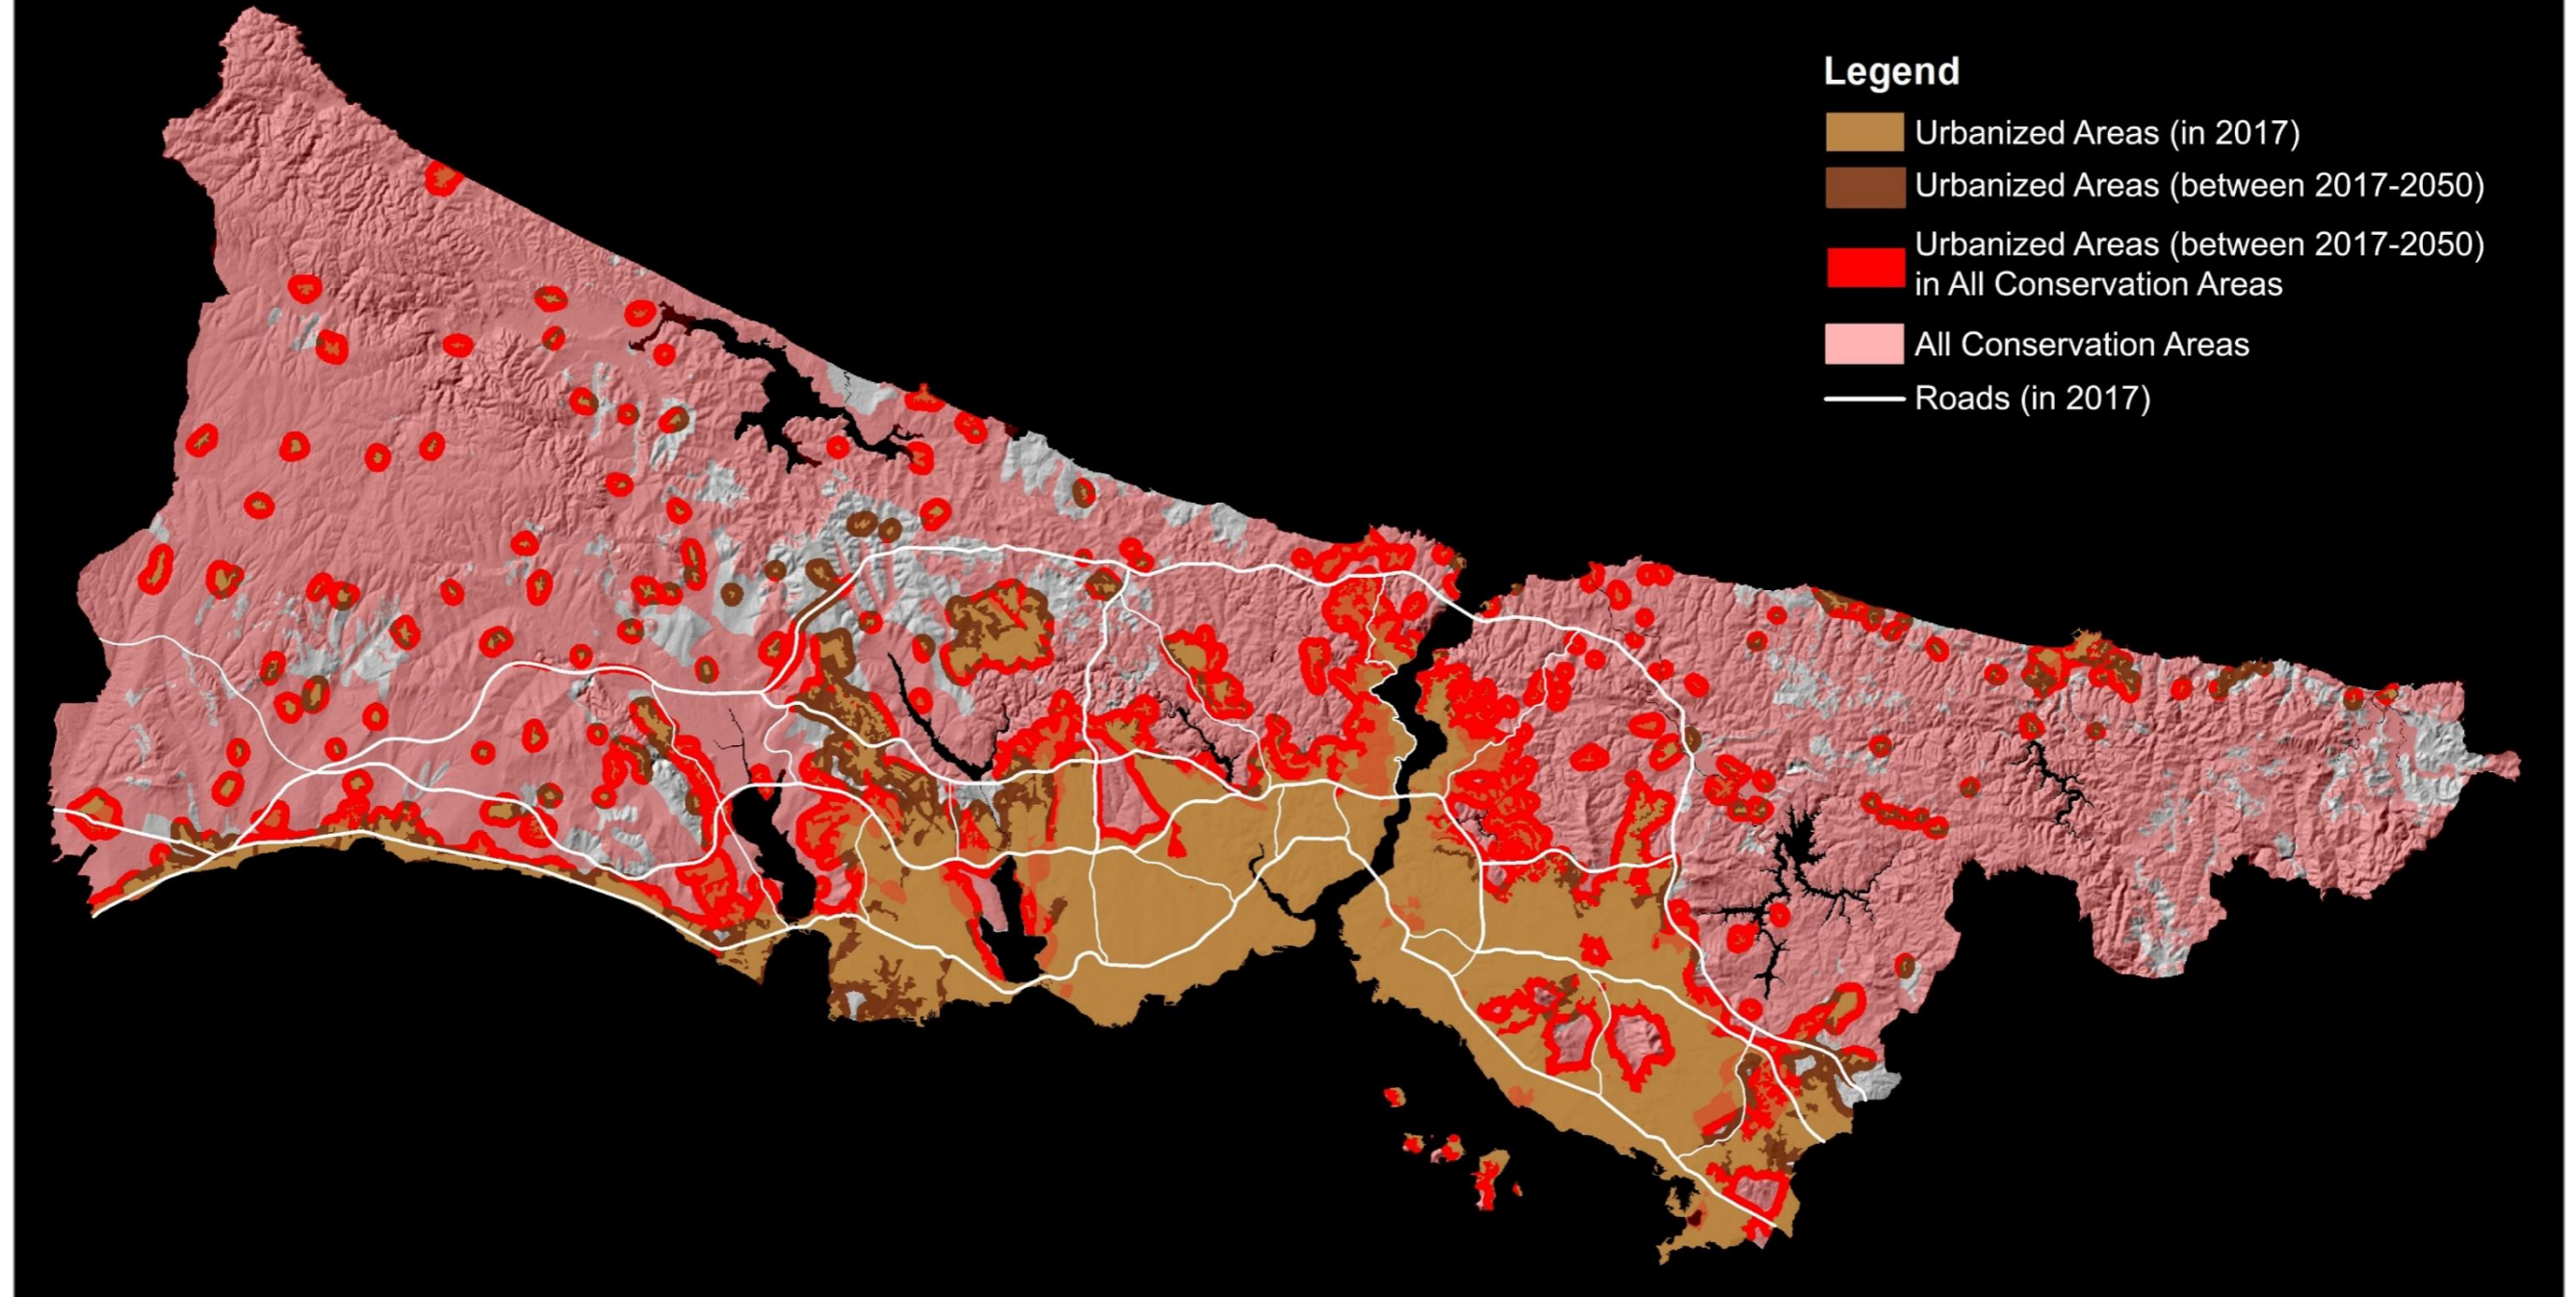 Legend
Urbanized Areas (in 2017)
Urbanized Areas (between 2017-2050)
Urbanized Areas (between 2017-2050)
in All Conservation Areas
All Conservation Areas
Roads (in 2017)